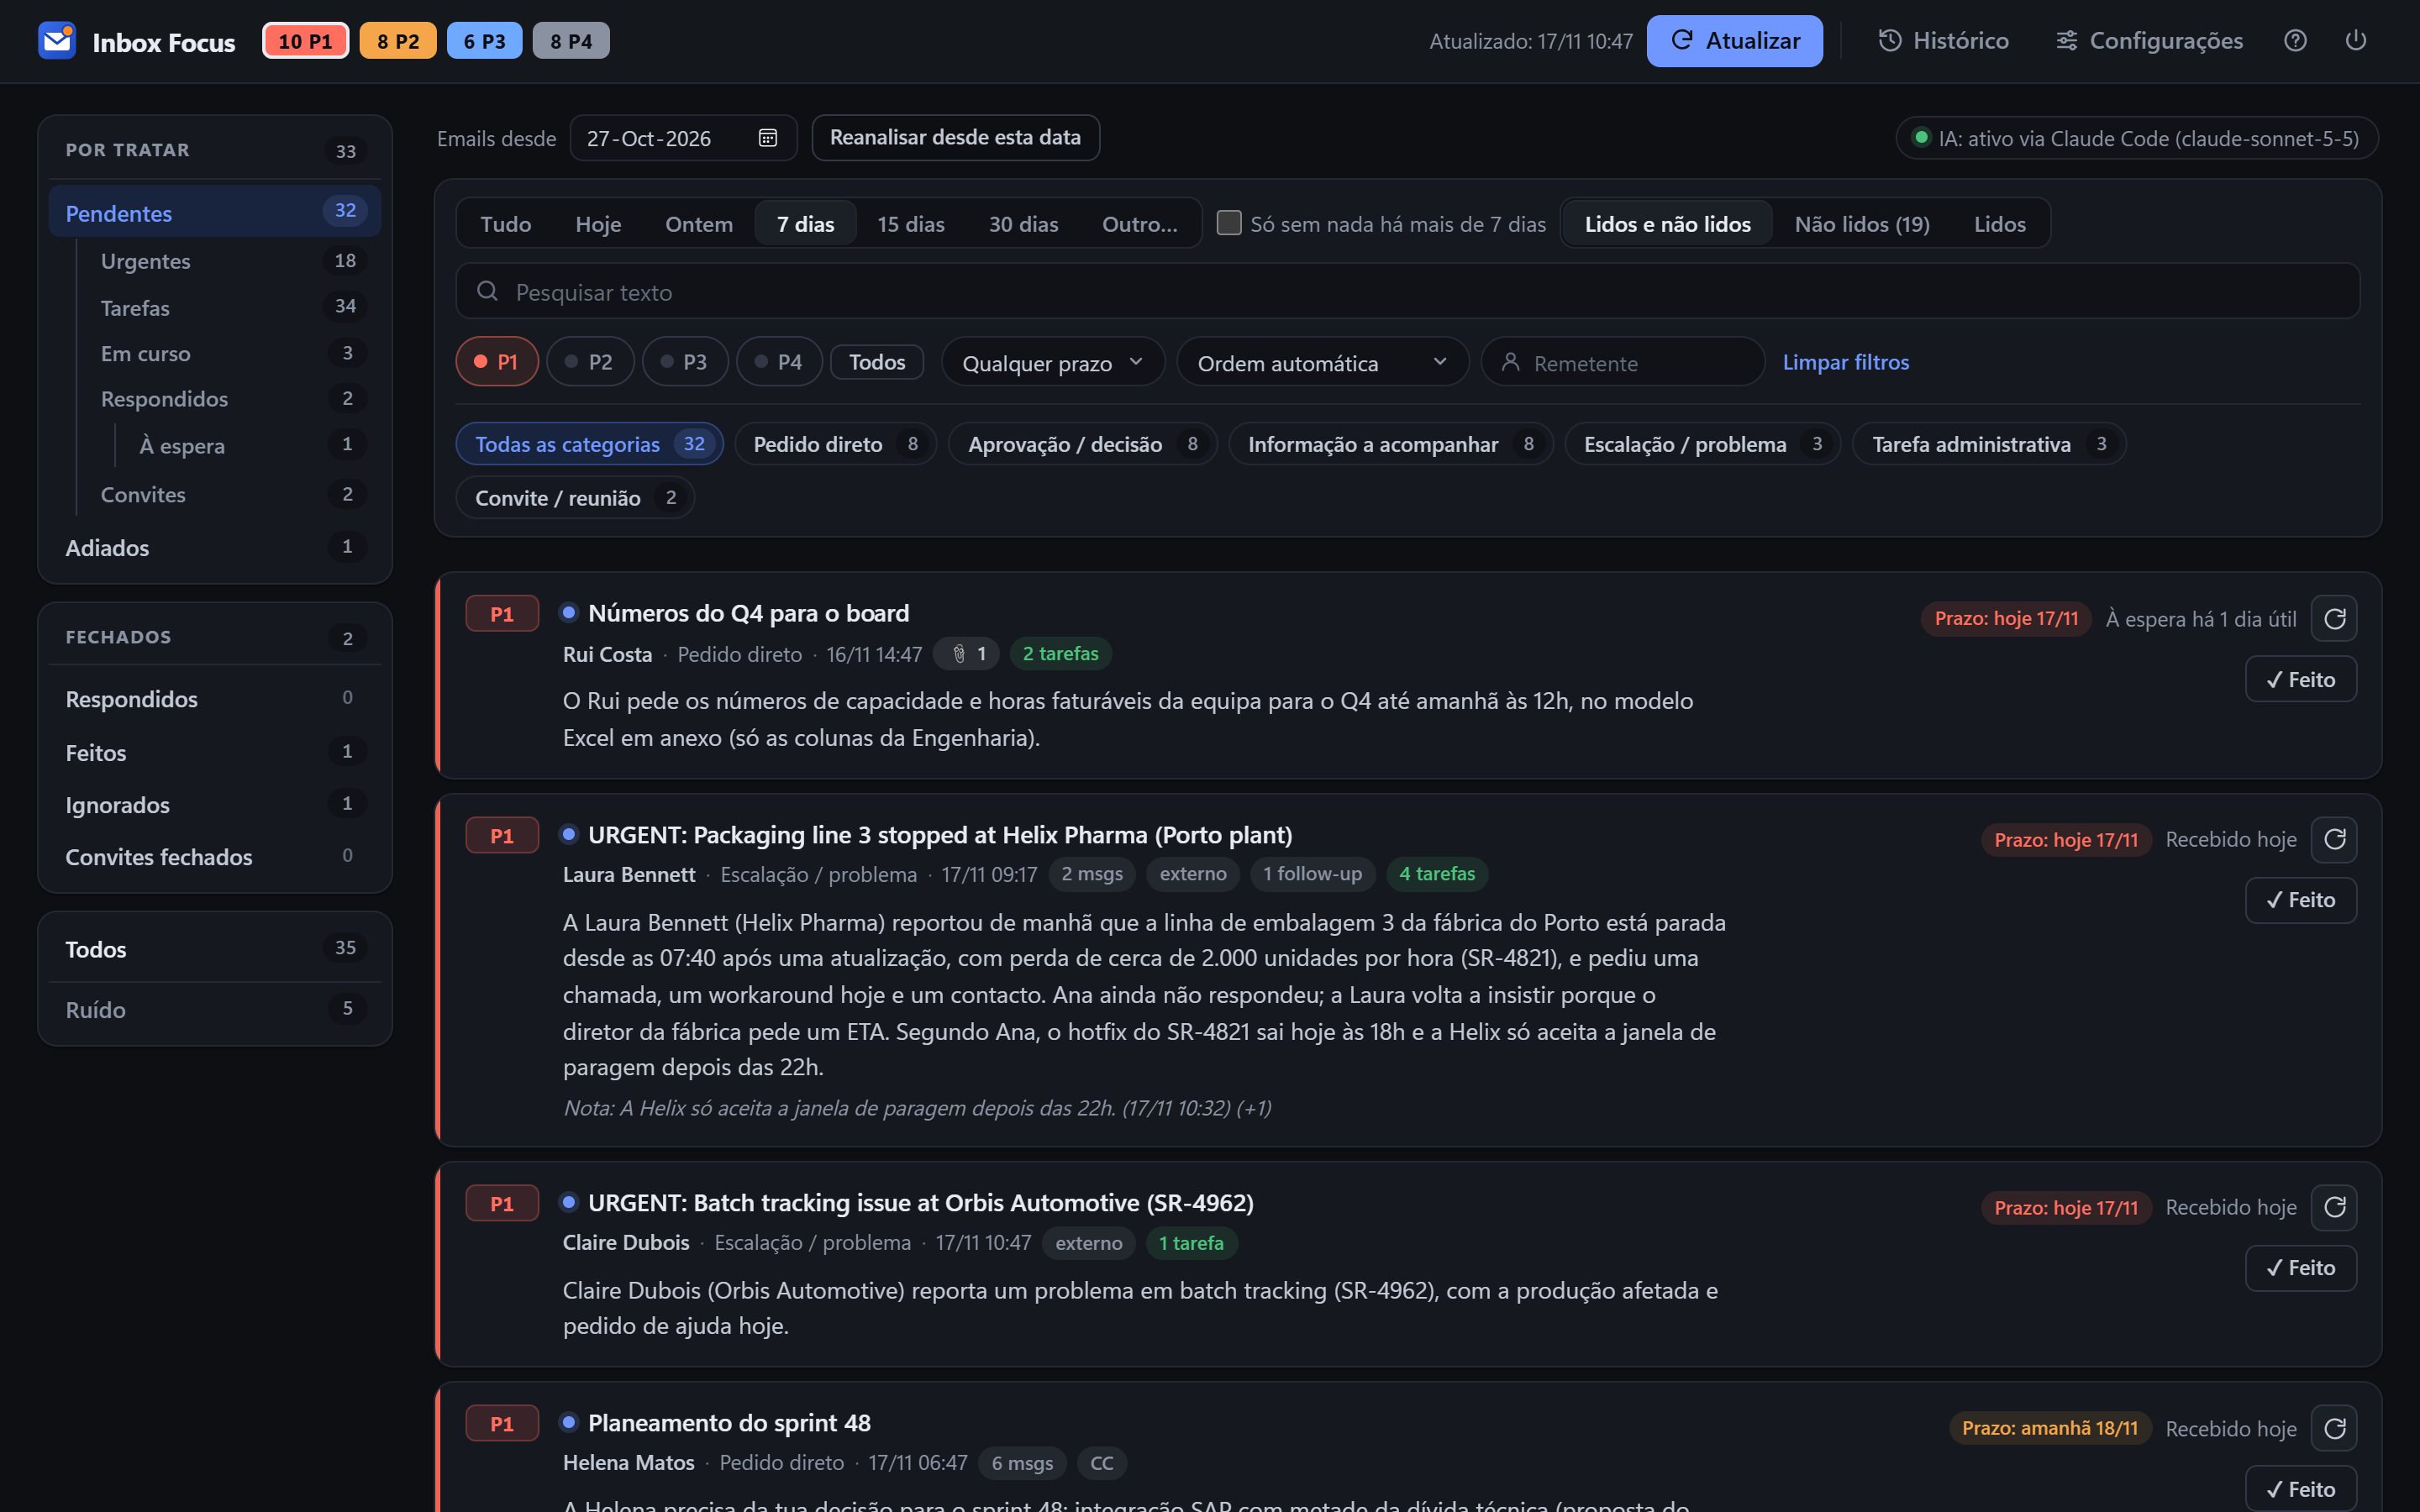 Inbox Focus 10 P1 8 P2 6 P3 8 P4 Atualizado: 17/11 10:47 Atualizar Histórico Configurações
POR TRATAR 33
Pendentes 32
Urgentes 18
Tarefas 34
Em curso 3
Respondidos 2
À espera 1
Convites 2
Adiados 1
FECHADOS 2
Respondidos 0
Feitos 1
Ignorados 1
Convites fechados 0
Todos 35
Ruído 5
Emails desde 27-Oct-2026 Reanalisar desde esta data IA: ativo via Claude Code (claude-sonnet-5-5)
Tudo Hoje Ontem 7 dias 15 dias 30 dias Outro... Só sem nada há mais de 7 dias Lidos e não lidos Não lidos (19) Lidos
Pesquisar texto
P1 P2 P3 P4 Todos Qualquer prazo Ordem automática Remetente Limpar filtros
Todas as categorias 32 Pedido direto 8 Aprovação / decisão 8 Informação a acompanhar 8 Escalação / problema 3 Tarefa administrativa 3
Convite / reunião 2
P1 Números do Q4 para o board Prazo: hoje 17/11 À espera há 1 dia útil
Rui Costa · Pedido direto · 16/11 14:47 1 2 tarefas
✓ Feito
O Rui pede os números de capacidade e horas faturáveis da equipa para o Q4 até amanhã às 12h, no modelo
Excel em anexo (só as colunas da Engenharia).
P1 URGENT: Packaging line 3 stopped at Helix Pharma (Porto plant) Prazo: hoje 17/11 Recebido hoje
Laura Bennett · Escalação / problema · 17/11 09:17 2 msgs externo 1 follow-up 4 tarefas
✓ Feito
A Laura Bennett (Helix Pharma) reportou de manhã que a linha de embalagem 3 da fábrica do Porto está parada
desde as 07:40 após uma atualização, com perda de cerca de 2.000 unidades por hora (SR-4821), e pediu uma
chamada, um workaround hoje e um contacto. Ana ainda não respondeu; a Laura volta a insistir porque o
diretor da fábrica pede um ETA. Segundo Ana, o hotfix do SR-4821 sai hoje às 18h e a Helix só aceita a janela de
paragem depois das 22h.
Nota: A Helix só aceita a janela de paragem depois das 22h. (17/11 10:32) (+1)
P1 URGENT: Batch tracking issue at Orbis Automotive (SR-4962) Prazo: hoje 17/11 Recebido hoje
Claire Dubois · Escalação / problema · 17/11 10:47 externo 1 tarefa
✓ Feito
Claire Dubois (Orbis Automotive) reporta um problema em batch tracking (SR-4962), com a produção afetada e
pedido de ajuda hoje.
P1 Planeamento do sprint 48 Prazo: amanhã 18/11 Recebido hoje
Helena Matos · Pedido direto · 17/11 06:47 6 msgs CC
✓ Feito
A Helena precisa da tua decisão para o sprint 48: integração SAP com metade da dívida técnica (proposta do